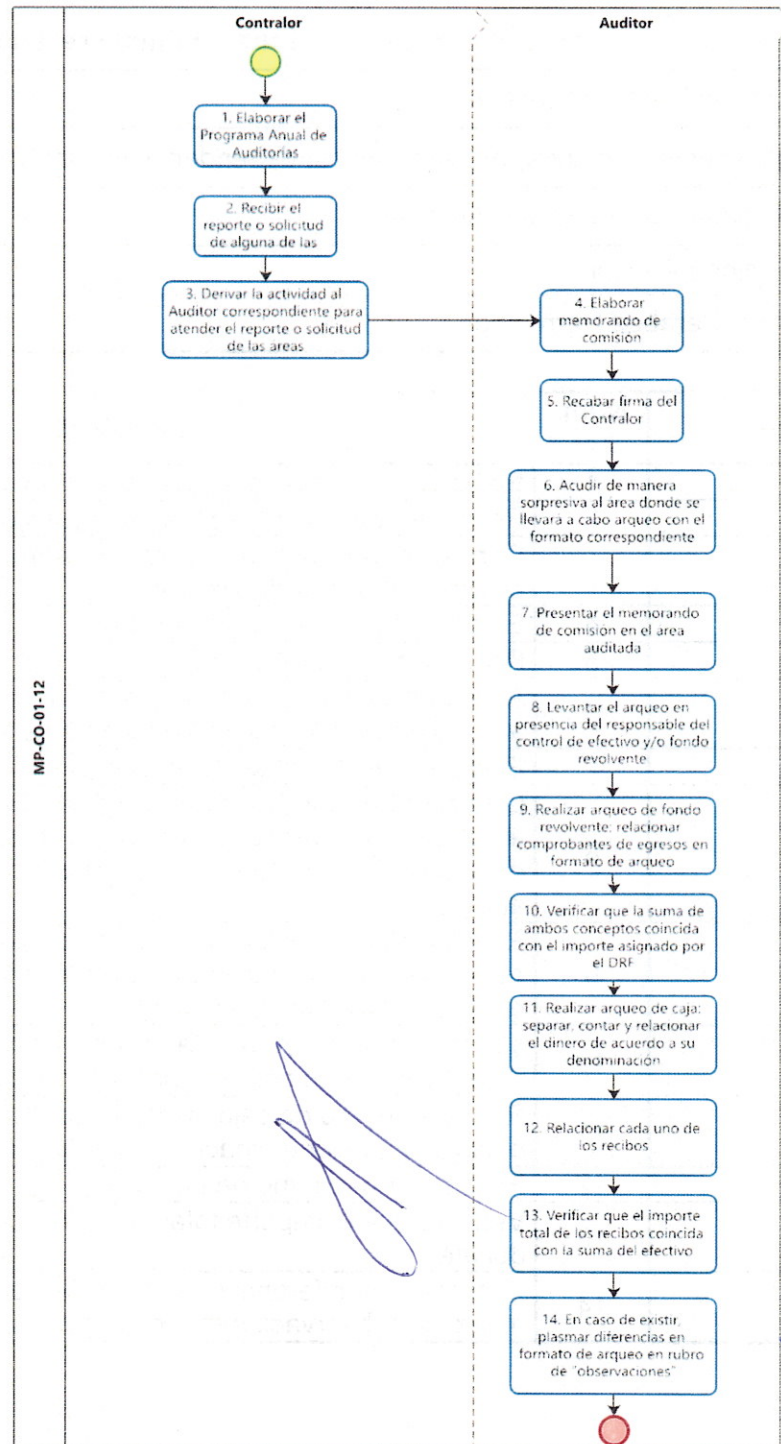 Contralor
Auditor
MP-CO-01-12
1. Elaborar el
Programa Anual de
Auditorías
2. Recibir el
reporte o solicitud
de alguna de las
3. Derivar la actividad al
Auditor correspondiente para
atender el reporte o solicitud
de las areas
4. Elaborar
memorando de
comisión
5. Recabar firma del
Contralor
6. Acudir de manera
sorpresiva al área donde se
llevará a cabo arqueo con el
formato correspondiente
7. Presentar el memorando
de comisión en el area
auditada
8. Levantar el arqueo en
presencia del responsable del
control de efectivo y/o fondo
revolvente
9. Realizar arqueo de fondo
revolvente: relacionar
comprobantes de egresos en
formato de arqueo
10. Verificar que la suma de
ambos conceptos coincida
con el importe asignado por
el DRF
11. Realizar arqueo de caja:
separar, contar y relacionar
el dinero de acuerdo a su
denominación
12. Relacionar cada uno de
los recibos
13. Verificar que el importe
total de los recibos coincida
con la suma del efectivo
14. En caso de existir,
plasmar diferencias en
formato de arqueo en rubro
de "observaciones"